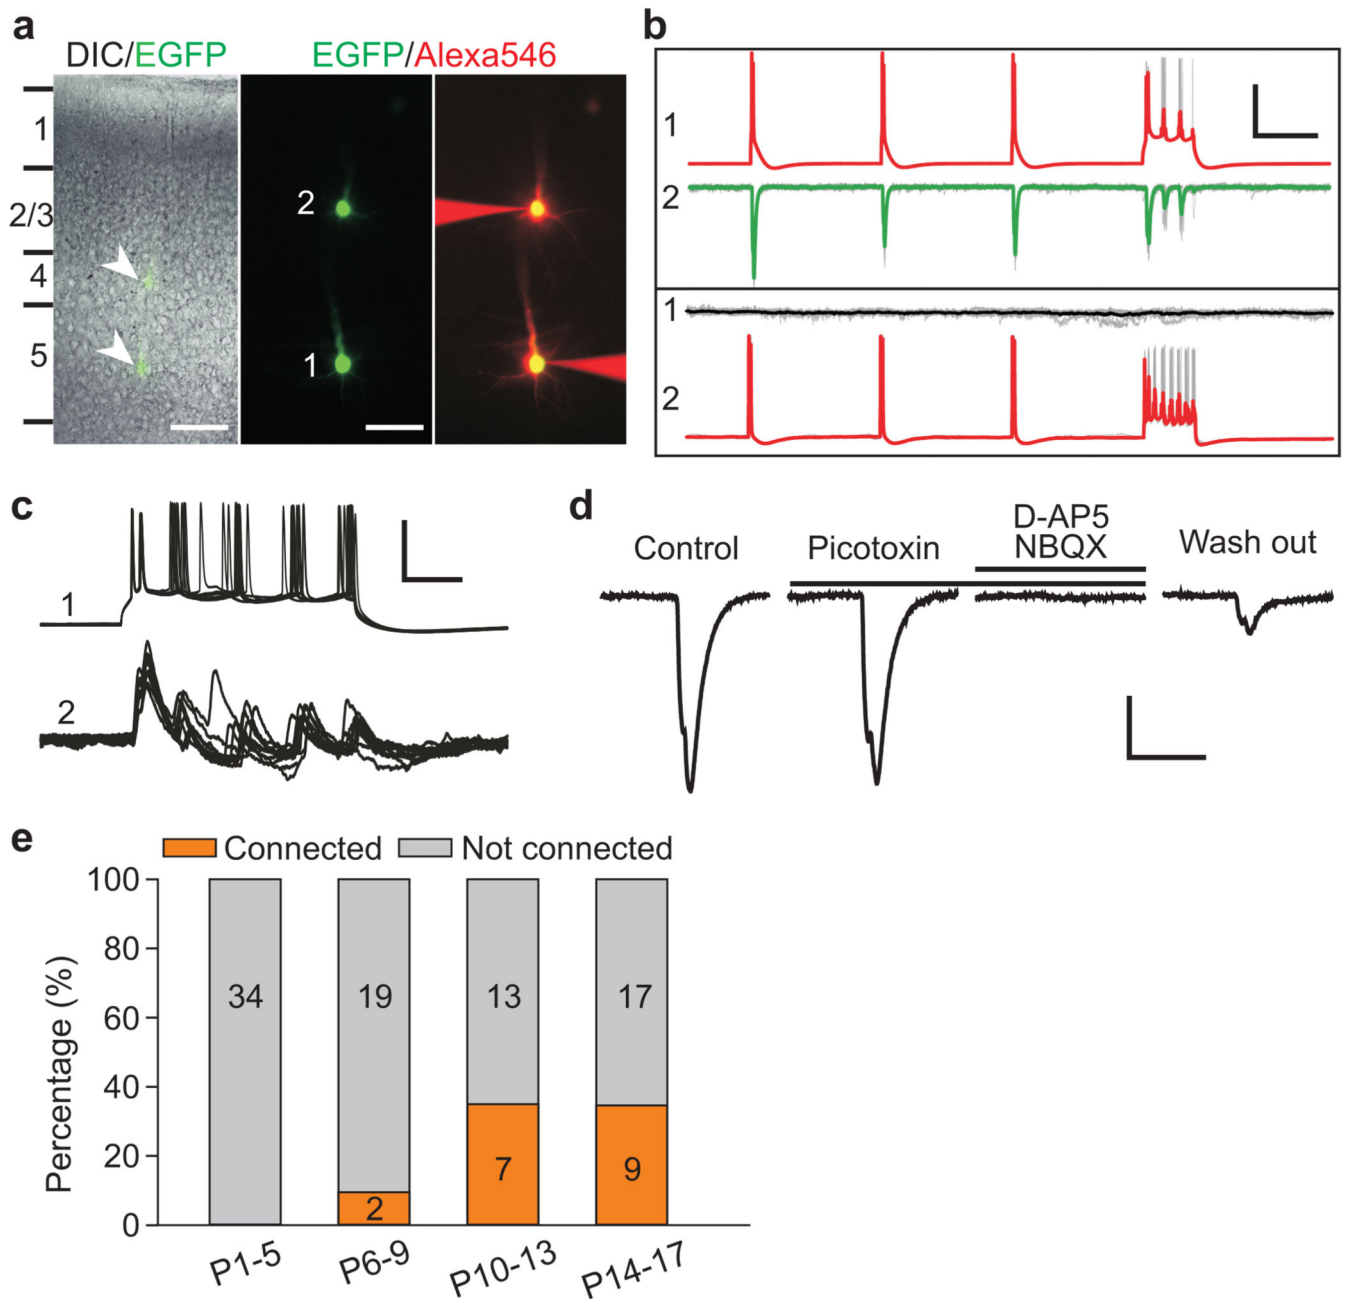 a
DIC/EGFP
EGFP/Alexa546
1
2/3
4
5
2
1
b
1
2
1
2
c
1
2
d
Control
Picotoxin
D-AP5
NBQX
Wash out
e
Connected
Not connected
Percentage (%)
100
80
60
40
20
0
34
19
13
17
2
7
9
P1-5
P6-9
P10-13
P14-17